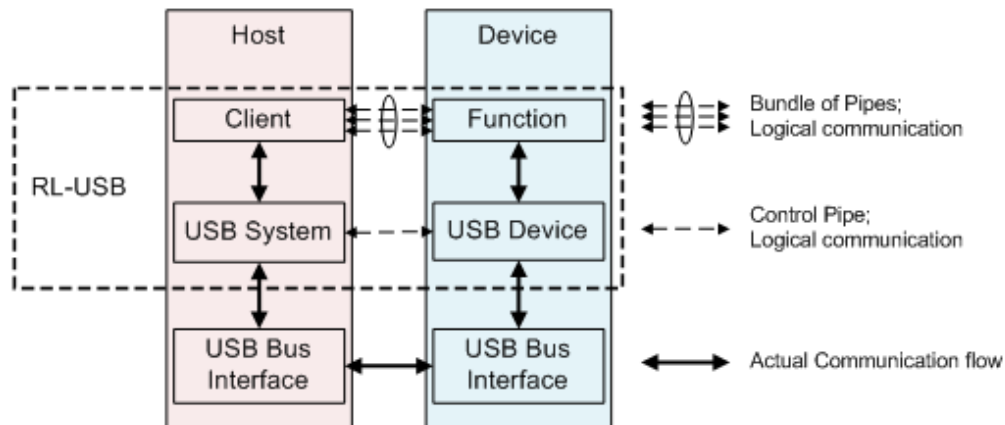 Host
Device
Client
Function
Bundle of Pipes;
Logical communication
RL-USB
USB System
USB Device
Control Pipe;
Logical communication
USB Bus
Interface
USB Bus
Interface
Actual Communication flow